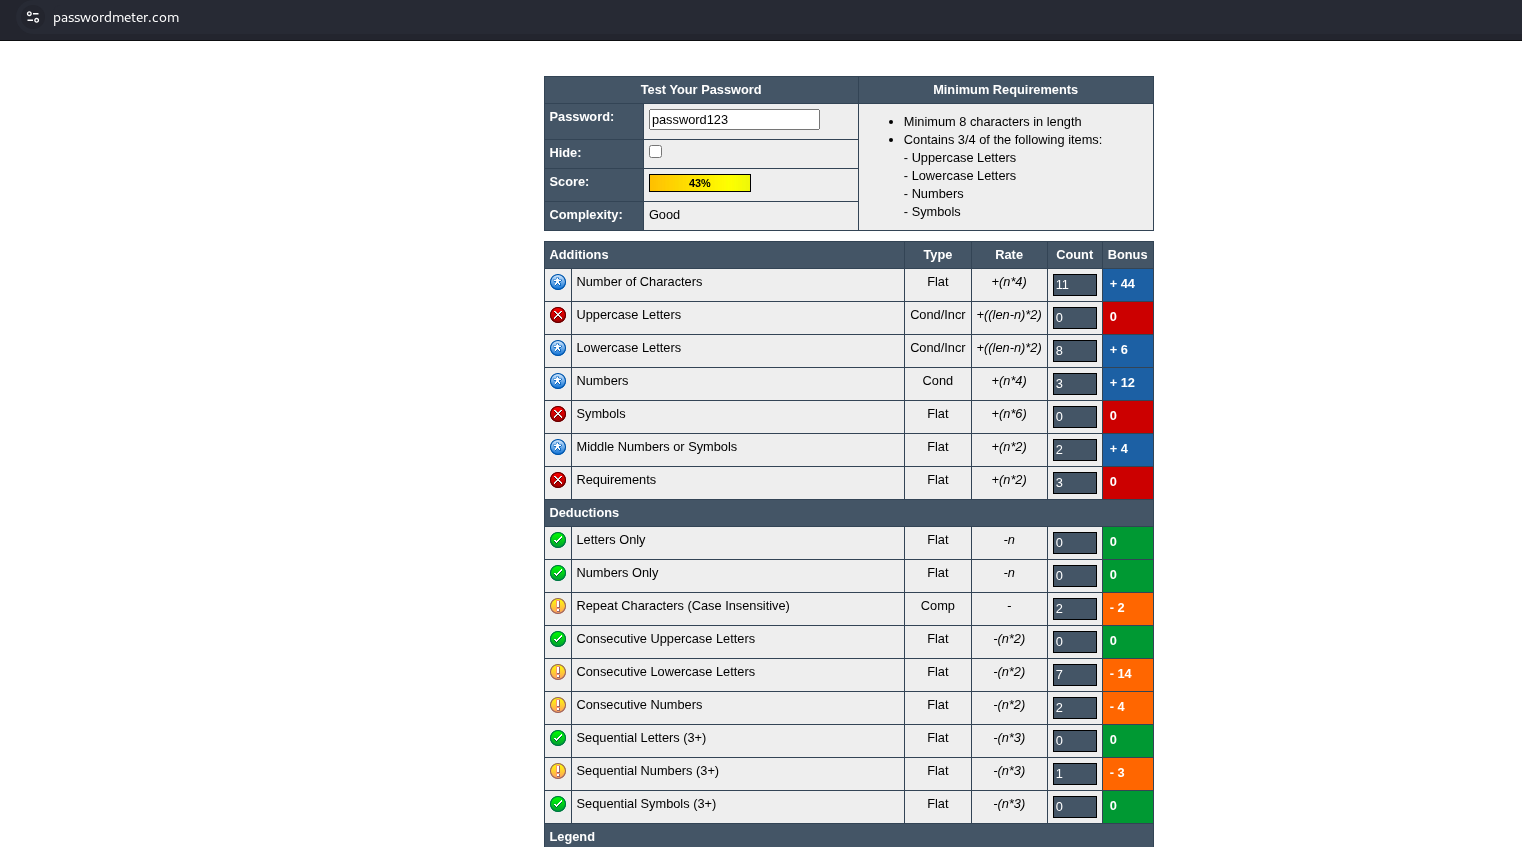 passwordmeter.com
Test Your Password Minimum Requirements
Password: password123
Hide:
Score: 43%
Complexity: Good
• Minimum 8 characters in length
• Contains 3/4 of the following items:
- Uppercase Letters
- Lowercase Letters
- Numbers
- Symbols
Additions Type Rate Count Bonus
Number of Characters Flat +(n*4) 11 + 44
Uppercase Letters Cond/Incr +((len-n)*2) 0 0
Lowercase Letters Cond/Incr +((len-n)*2) 8 + 6
Numbers Cond +(n*4) 3 + 12
Symbols Flat +(n*6) 0 0
Middle Numbers or Symbols Flat +(n*2) 2 + 4
Requirements Flat +(n*2) 3 0
Deductions
Letters Only Flat -n 0 0
Numbers Only Flat -n 0 0
Repeat Characters (Case Insensitive) Comp - 2 - 2
Consecutive Uppercase Letters Flat -(n*2) 0 0
Consecutive Lowercase Letters Flat -(n*2) 7 - 14
Consecutive Numbers Flat -(n*2) 2 - 4
Sequential Letters (3+) Flat -(n*3) 0 0
Sequential Numbers (3+) Flat -(n*3) 1 - 3
Sequential Symbols (3+) Flat -(n*3) 0 0
Legend